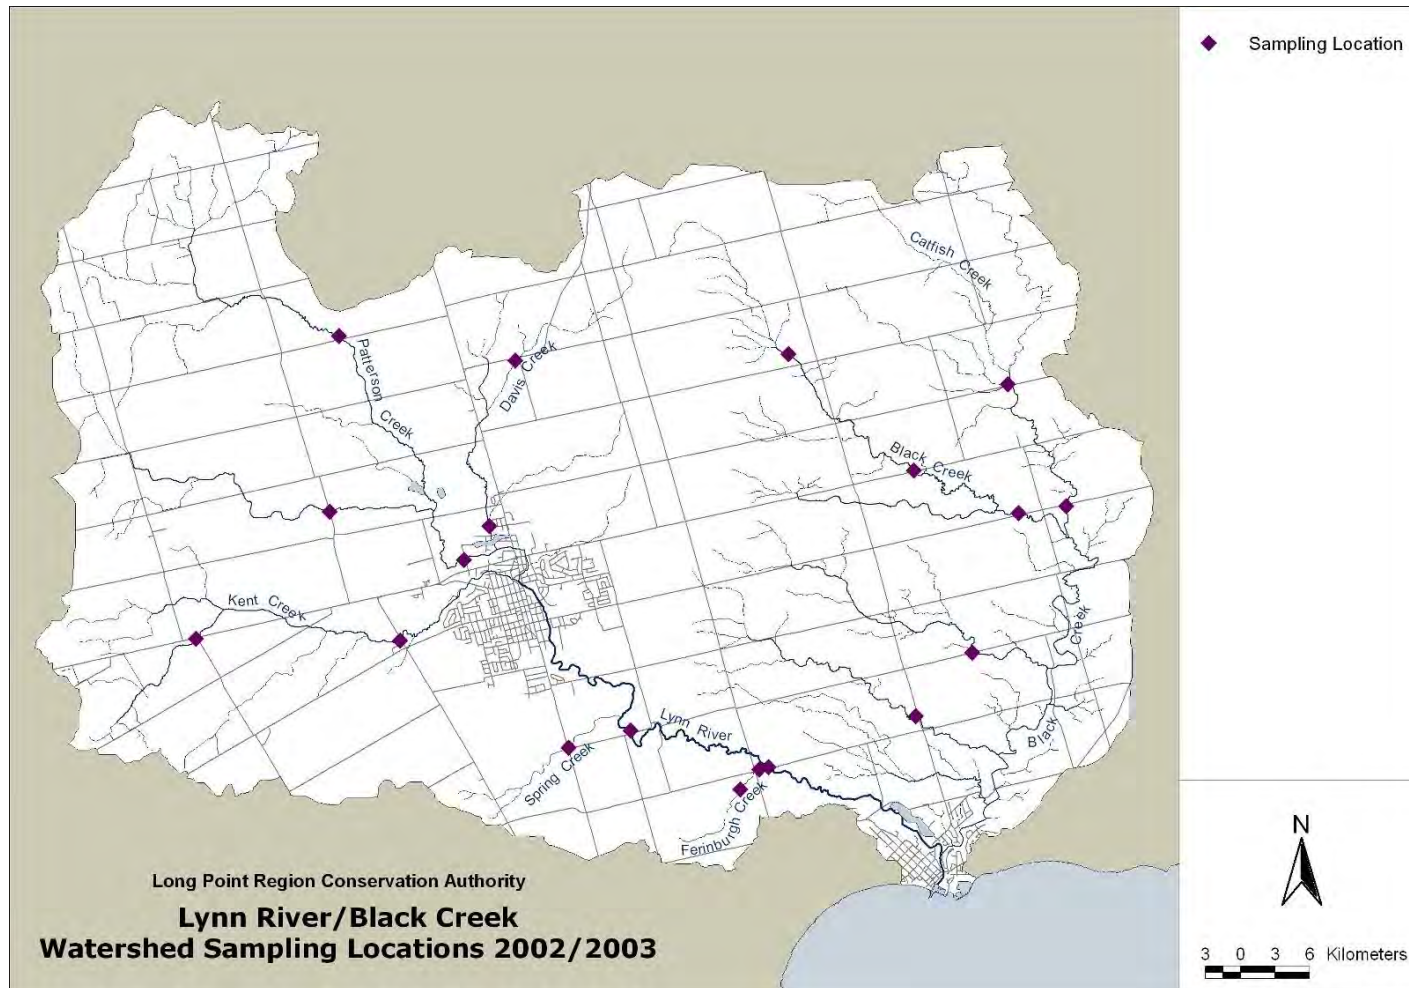 Sampling Location
Catfish Creek
Patterson Creek
Davis Creek
Black Creek
Kent Creek
Black Creek
Lynn River
Spring Creek
Ferinburgh Creek
Long Point Region Conservation Authority
Lynn River/Black Creek
Watershed Sampling Locations 2002/2003
N
3 0 3 6 Kilometers